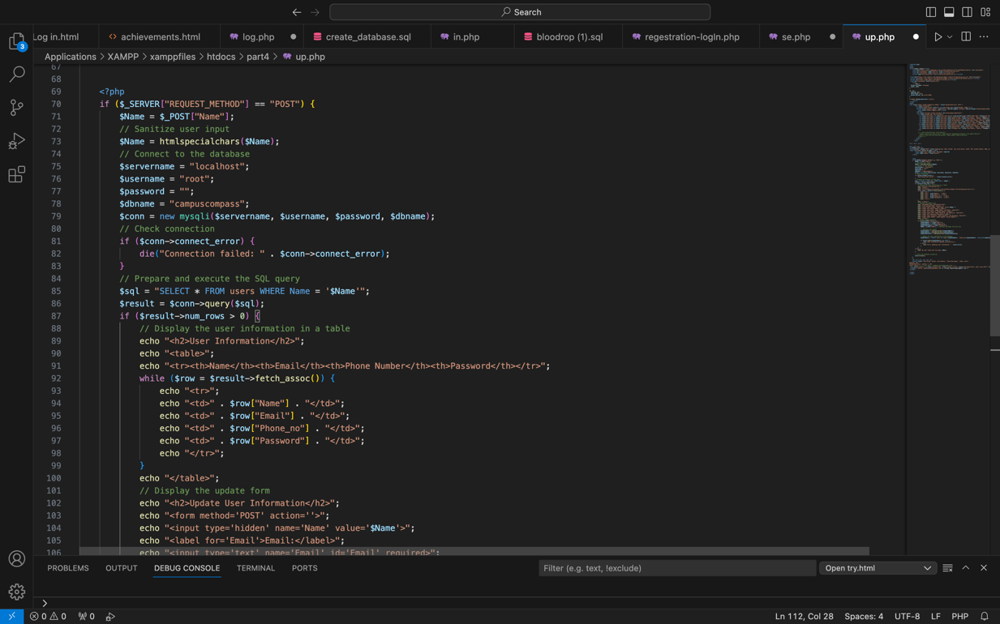 Search
Log in.html
achievements.html
log.php
create_database.sql
in.php
bloodrop (1).sql
regestration-logIn.php
se.php
up.php
3
Applications > XAMPP > xamppfiles > htdocs > part4 > up.php
67
68
69 <?php
70 if ($_SERVER["REQUEST_METHOD"] == "POST") {
71 $Name = $_POST["Name"];
72 // Sanitize user input
73 $Name = htmlspecialchars($Name);
74 // Connect to the database
75 $servername = "localhost";
76 $username = "root";
77 $password = "";
78 $dbname = "campuscompass";
79 $conn = new mysqli($servername, $username, $password, $dbname);
80 // Check connection
81 if ($conn->connect_error) {
82 die("Connection failed: " . $conn->connect_error);
83 }
84 // Prepare and execute the SQL query
85 $sql = "SELECT * FROM users WHERE Name = '$Name'";
86 $result = $conn->query($sql);
87 if ($result->num_rows > 0) {
88 // Display the user information in a table
89 echo "<h2>User Information</h2>";
90 echo "<table>";
91 echo "<tr><th>Name</th><th>Email</th><th>Phone Number</th><th>Password</th></tr>";
92 while ($row = $result->fetch_assoc()) {
93 echo "<tr>";
94 echo "<td>" . $row["Name"] . "</td>";
95 echo "<td>" . $row["Email"] . "</td>";
96 echo "<td>" . $row["Phone_no"] . "</td>";
97 echo "<td>" . $row["Password"] . "</td>";
98 echo "</tr>";
99 }
100 echo "</table>";
101 // Display the update form
102 echo "<h2>Update User Information</h2>";
103 echo "<form method='POST' action=''>";
104 echo "<input type='hidden' name='Name' value='$Name'>";
105 echo "<label for='Email'>Email:</label>";
106 echo "<input type='text' name='Email' id='Email' required>";
PROBLEMS OUTPUT DEBUG CONSOLE TERMINAL PORTS
Filter (e.g. text, !exclude)
Open try.html
>
0 0 0
Ln 112, Col 28 Spaces: 4 UTF-8 LF PHP